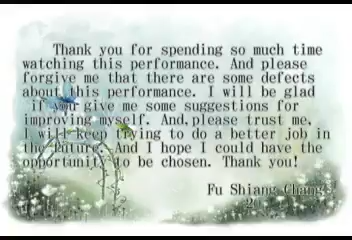 Thank you for spending so much time
watching this performance. And please
forgive me that there are some defects
about this performance. I will be glad
if you give me some suggestions for
improving myself. And, please trust me,
I will keep trying to do a better job in
the future. And I hope I could have the
opportunity to be chosen. Thank you!
Fu Shiang Chang